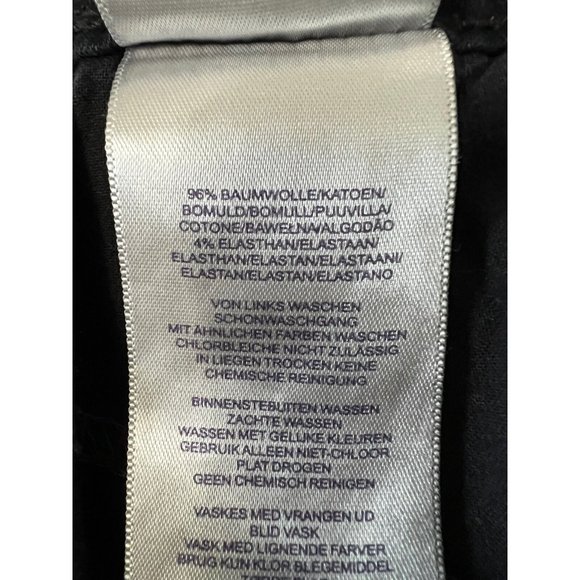 96% BAUMWOLLE/KATOEN/
BOMULD/BOMULL/PUUVILLA/
COTONE/BAWEŁNA/ALGODÃO
4% ELASTHAN/ELASTAAN/
ELASTHAN/ELASTAN/ELASTAANI/
ELASTAN/ELASTAN/ELASTANO
VON LINKS WASCHEN
SCHONWASCHGANG
MIT ÄHNLICHEN FARBEN WASCHEN
CHLORBLEICHE NICHT ZULÄSSIG
IN LIEGEN TROCKEN KEINE
CHEMISCHE REINIGUNG
BINNENSTEBUITEN WASSEN
ZACHTE WASSEN
WASSEN MET GELIJKE KLEUREN
GEBRUIK ALLEEN NIET-CHLOOR
PLAT DROGEN
GEEN CHEMISCH REINIGEN
VASKES MED VRANGEN UD
BLID VASK
VASK MED LIGNENDE FARVER
BRUG KUN KLOR BLEGEMIDDEL